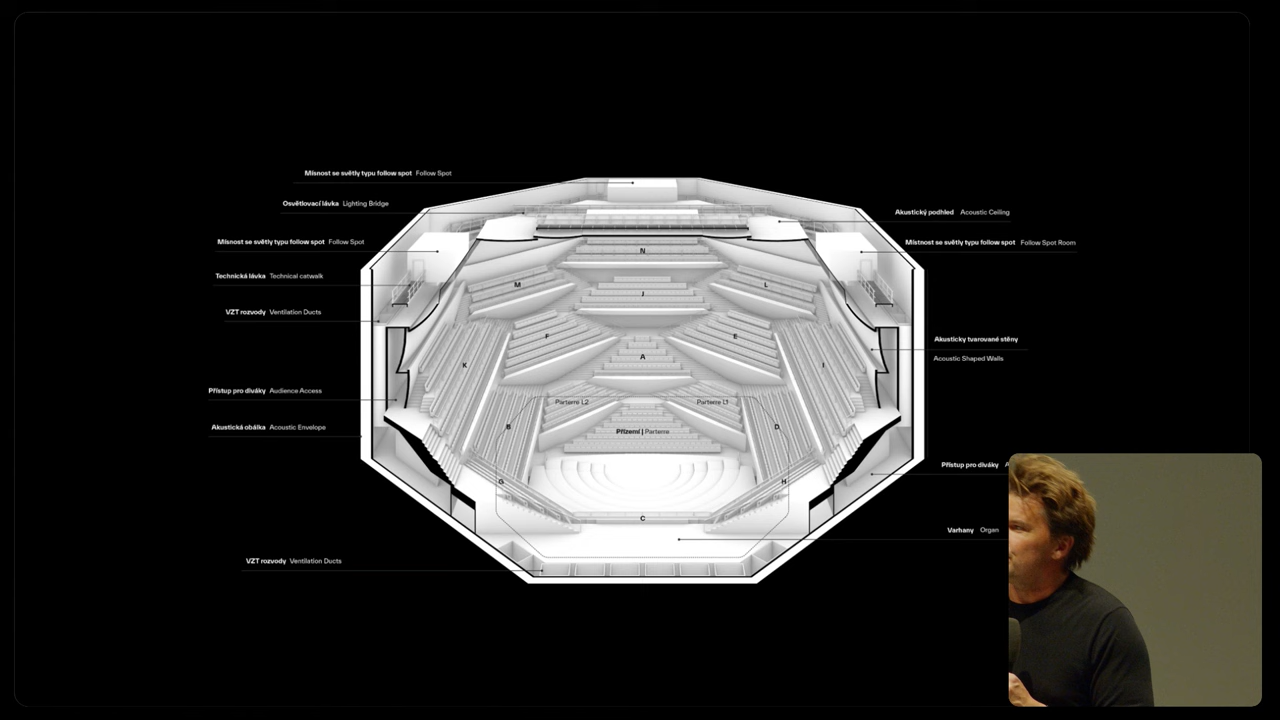 Mísnost se světly typu follow spot Follow Spot
Osvětlovací lávka Lighting Bridge
Akustický podhled Acoustic Ceiling
Mísnost se světly typu follow spot Follow Spot
Místnost se světly typu follow spot Follow Spot Room
N
Technická lávka Technical catwalk
M
L
J
VZT rozvody Ventilation Ducts
F
E
Akusticky tvarované stěny
Acoustic Shaped Walls
A
K
I
Přístup pro diváky Audience Access
Parterre L2
Parterre L1
Akustická obálka Acoustic Envelope
B
D
Přízemí | Parterre
Přístup pro diváky
G
H
C
Varhany Organ
VZT rozvody Ventilation Ducts